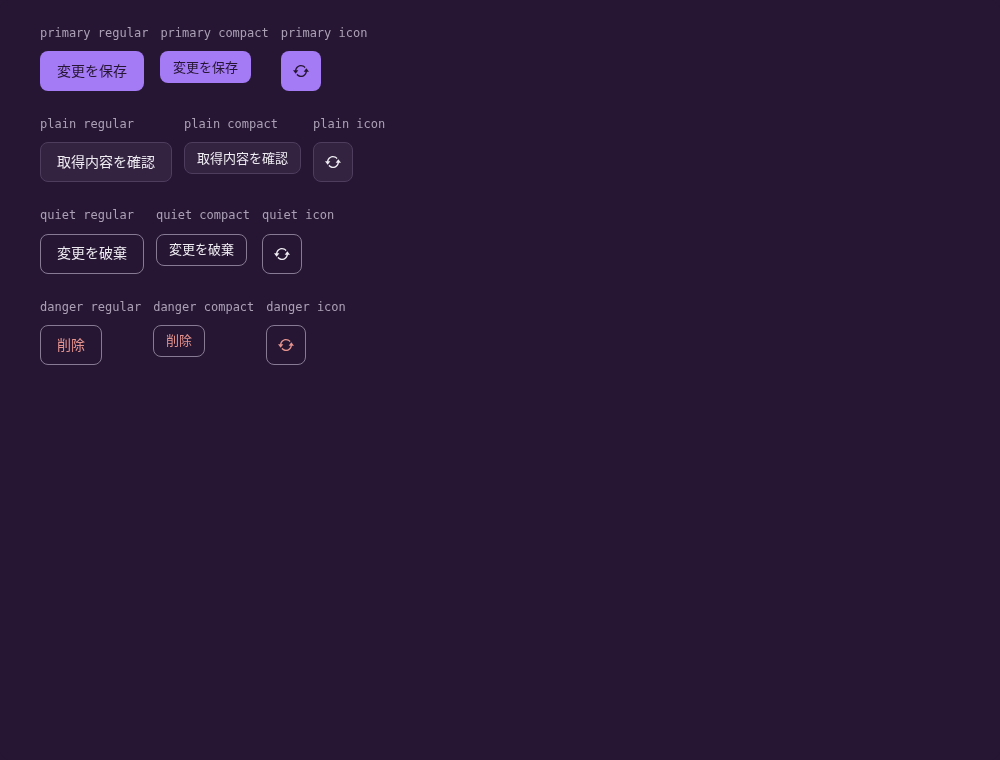 primary regular primary compact primary icon
変更を保存 変更を保存
plain regular plain compact plain icon
取得内容を確認 取得内容を確認
quiet regular quiet compact quiet icon
変更を破棄 変更を破棄
danger regular danger compact danger icon
削除 削除